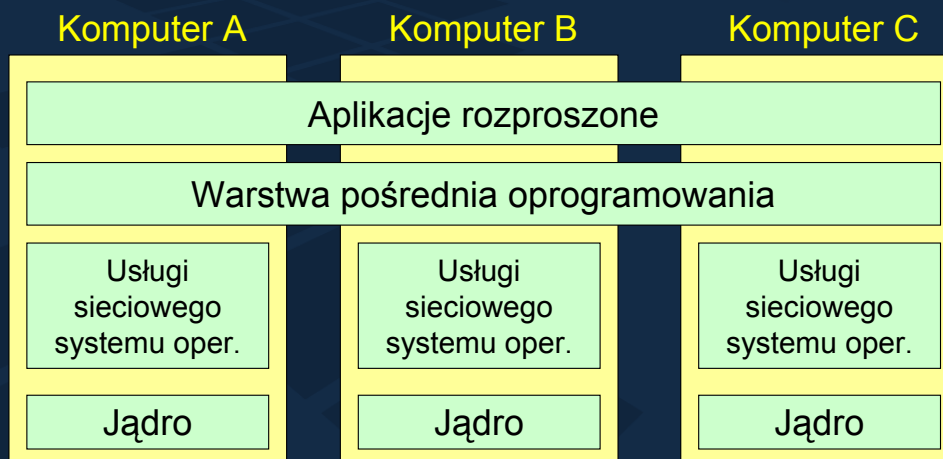 Komputer A
Komputer B
Komputer C
Aplikacje rozproszone
Warstwa pośrednia oprogramowania
Usługi
sieciowego
systemu oper.
Usługi
sieciowego
systemu oper.
Usługi
sieciowego
systemu oper.
Jądro
Jądro
Jądro